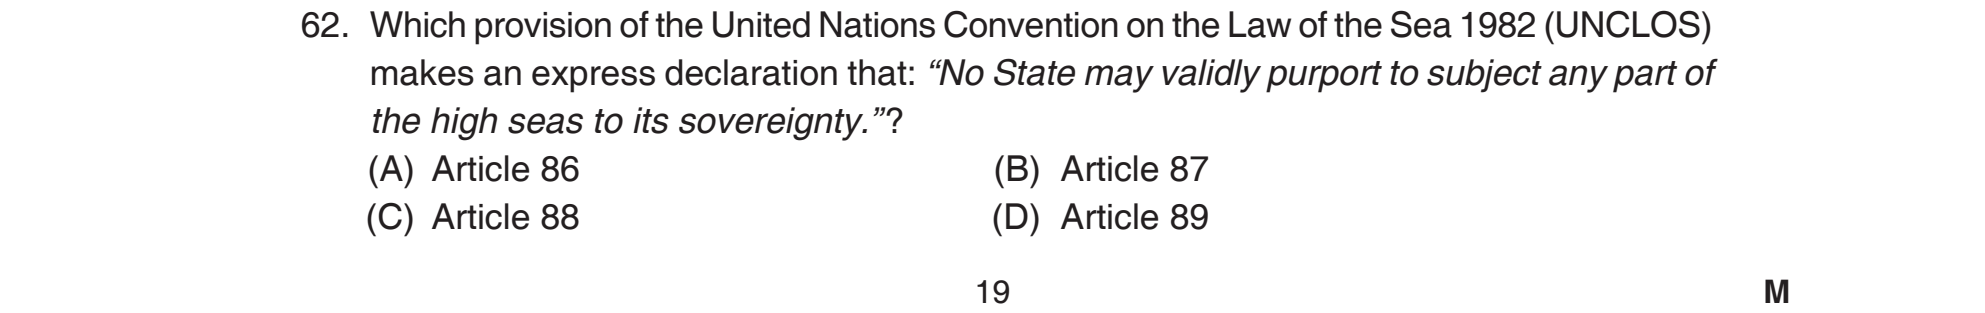 62. Which provision of the United Nations Convention on the Law of the Sea 1982 (UNCLOS)
makes an express declaration that: “No State may validly purport to subject any part of
the high seas to its sovereignty.”?
(A) Article 86 (B) Article 87
(C) Article 88 (D) Article 89
19 M